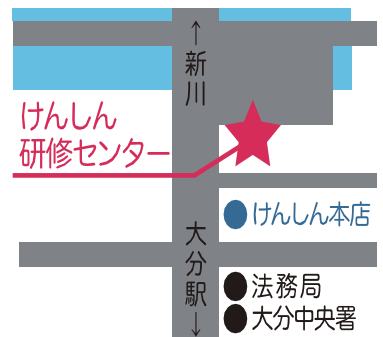 ↑
新川
けんしん
研修センター
けんしん本店
大分駅
↓
法務局
大分中央署